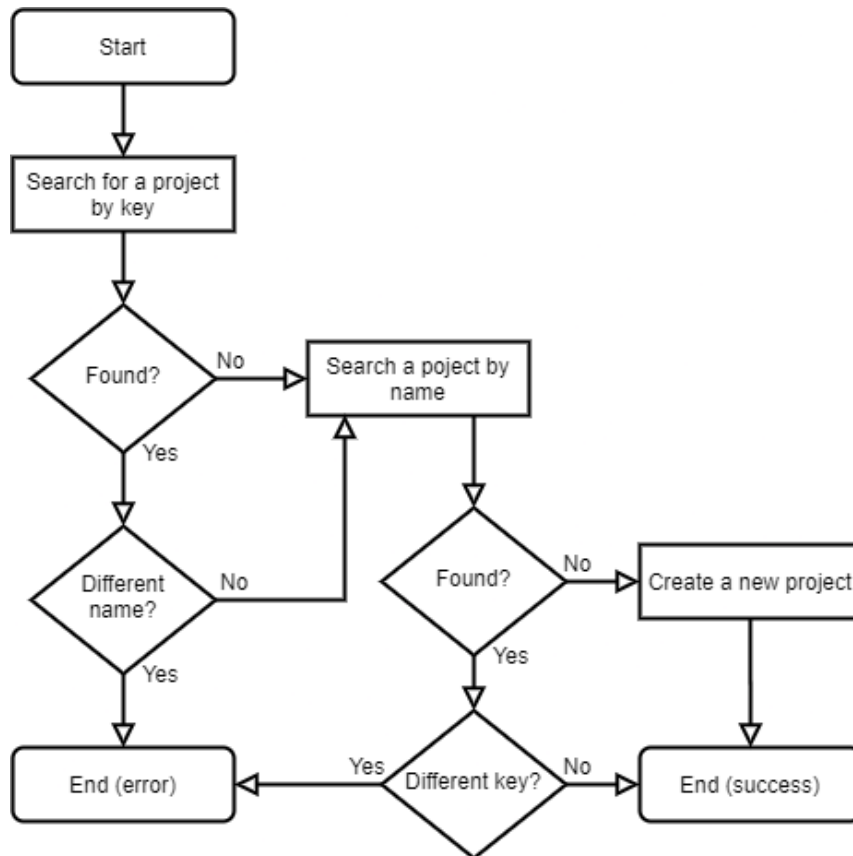 Start
Search for a project
by key
Found?
No
Search a poject by
name
Yes
Different
name?
No
Found?
No
Create a new project
Yes
Yes
End (error)
Yes
Different key?
No
End (success)